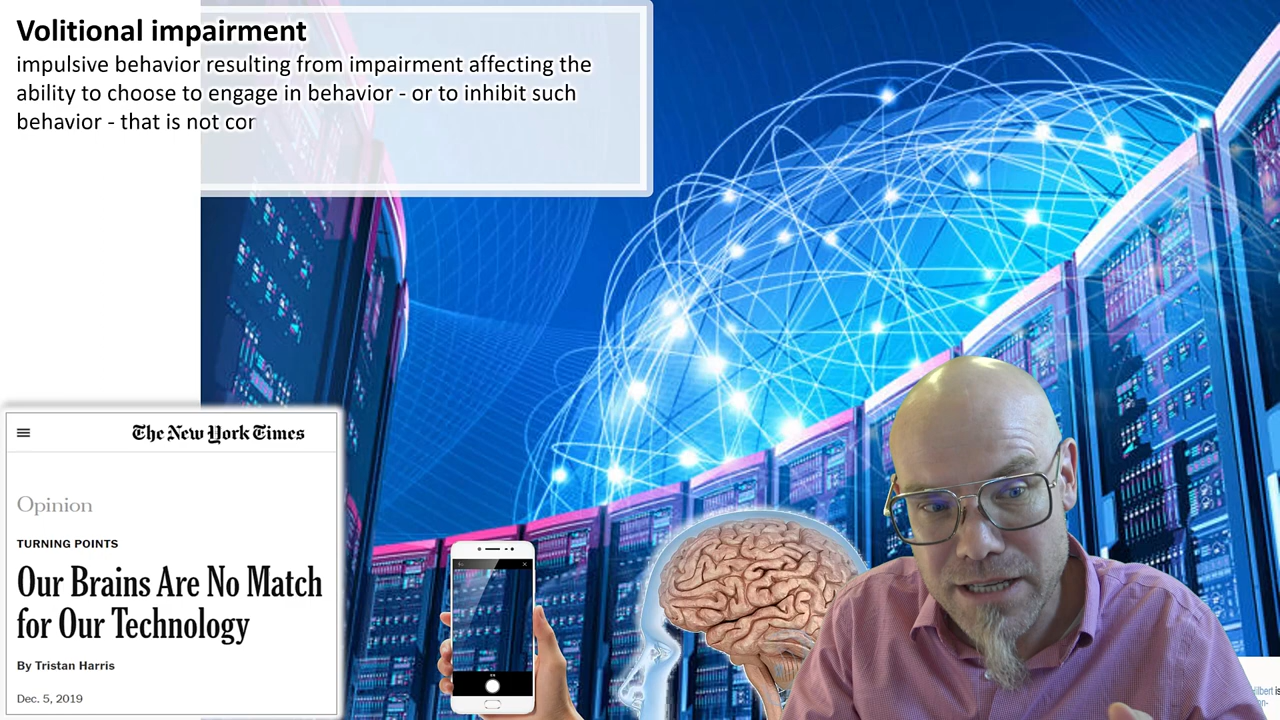 Volitional impairment
impulsive behavior resulting from impairment affecting the
ability to choose to engage in behavior - or to inhibit such
behavior - that is not cor
The New York Times
Opinion
TURNING POINTS
Our Brains Are No Match
for Our Technology
By Tristan Harris
Dec. 5, 2019